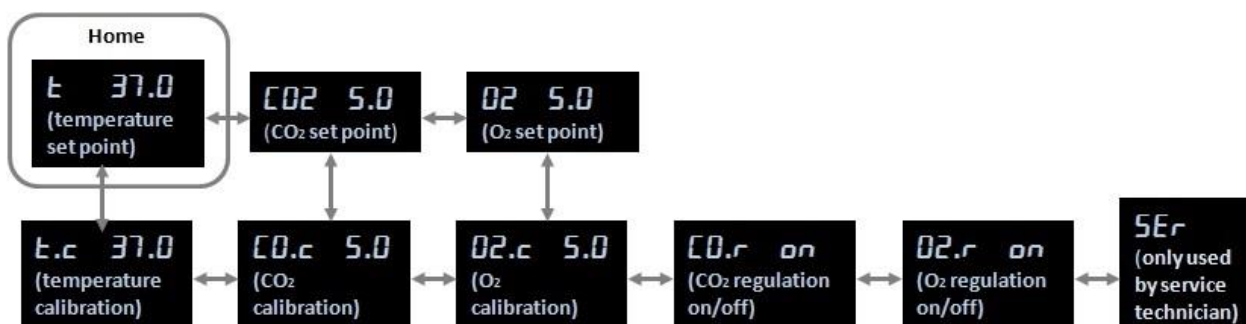 Home
t 37.0
(temperature
set point)
CO2 5.0
(CO₂ set point)
O2 5.0
(O₂ set point)
t.c 37.0
(temperature
calibration)
CO.c 5.0
(CO₂
calibration)
O2.c 5.0
(O₂
calibration)
CO.r on
(CO₂ regulation
on/off)
O2.r on
(O₂ regulation
on/off)
SEr
(only used
by service
technician)